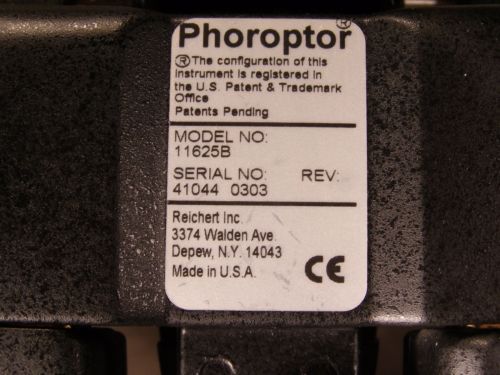 Phoroptor®
® The configuration of this
instrument is registered in
the U.S. Patent & Trademark
Office
Patents Pending
MODEL NO:
11625B
SERIAL NO: REV:
41044 0303
Reichert Inc.
3374 Walden Ave.
Depew, N.Y. 14043
Made in U.S.A. CE